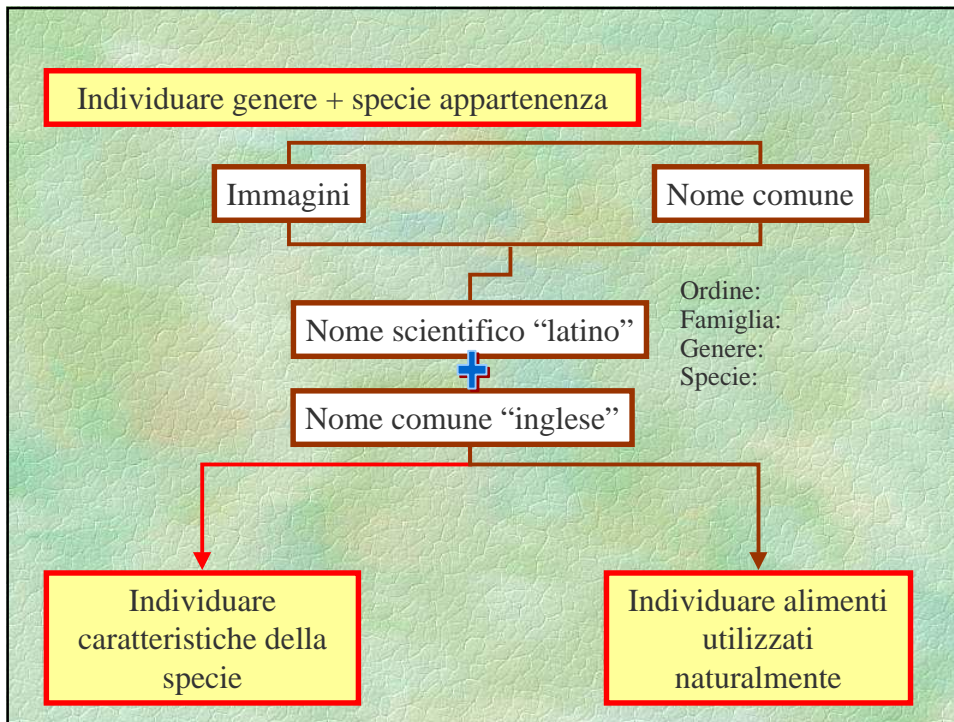 Individuare genere + specie appartenenza
Immagini
Nome comune
Nome scientifico “latino”
Ordine:
Famiglia:
Genere:
Specie:
Nome comune “inglese”
Individuare
caratteristiche della
specie
Individuare alimenti
utilizzati
naturalmente